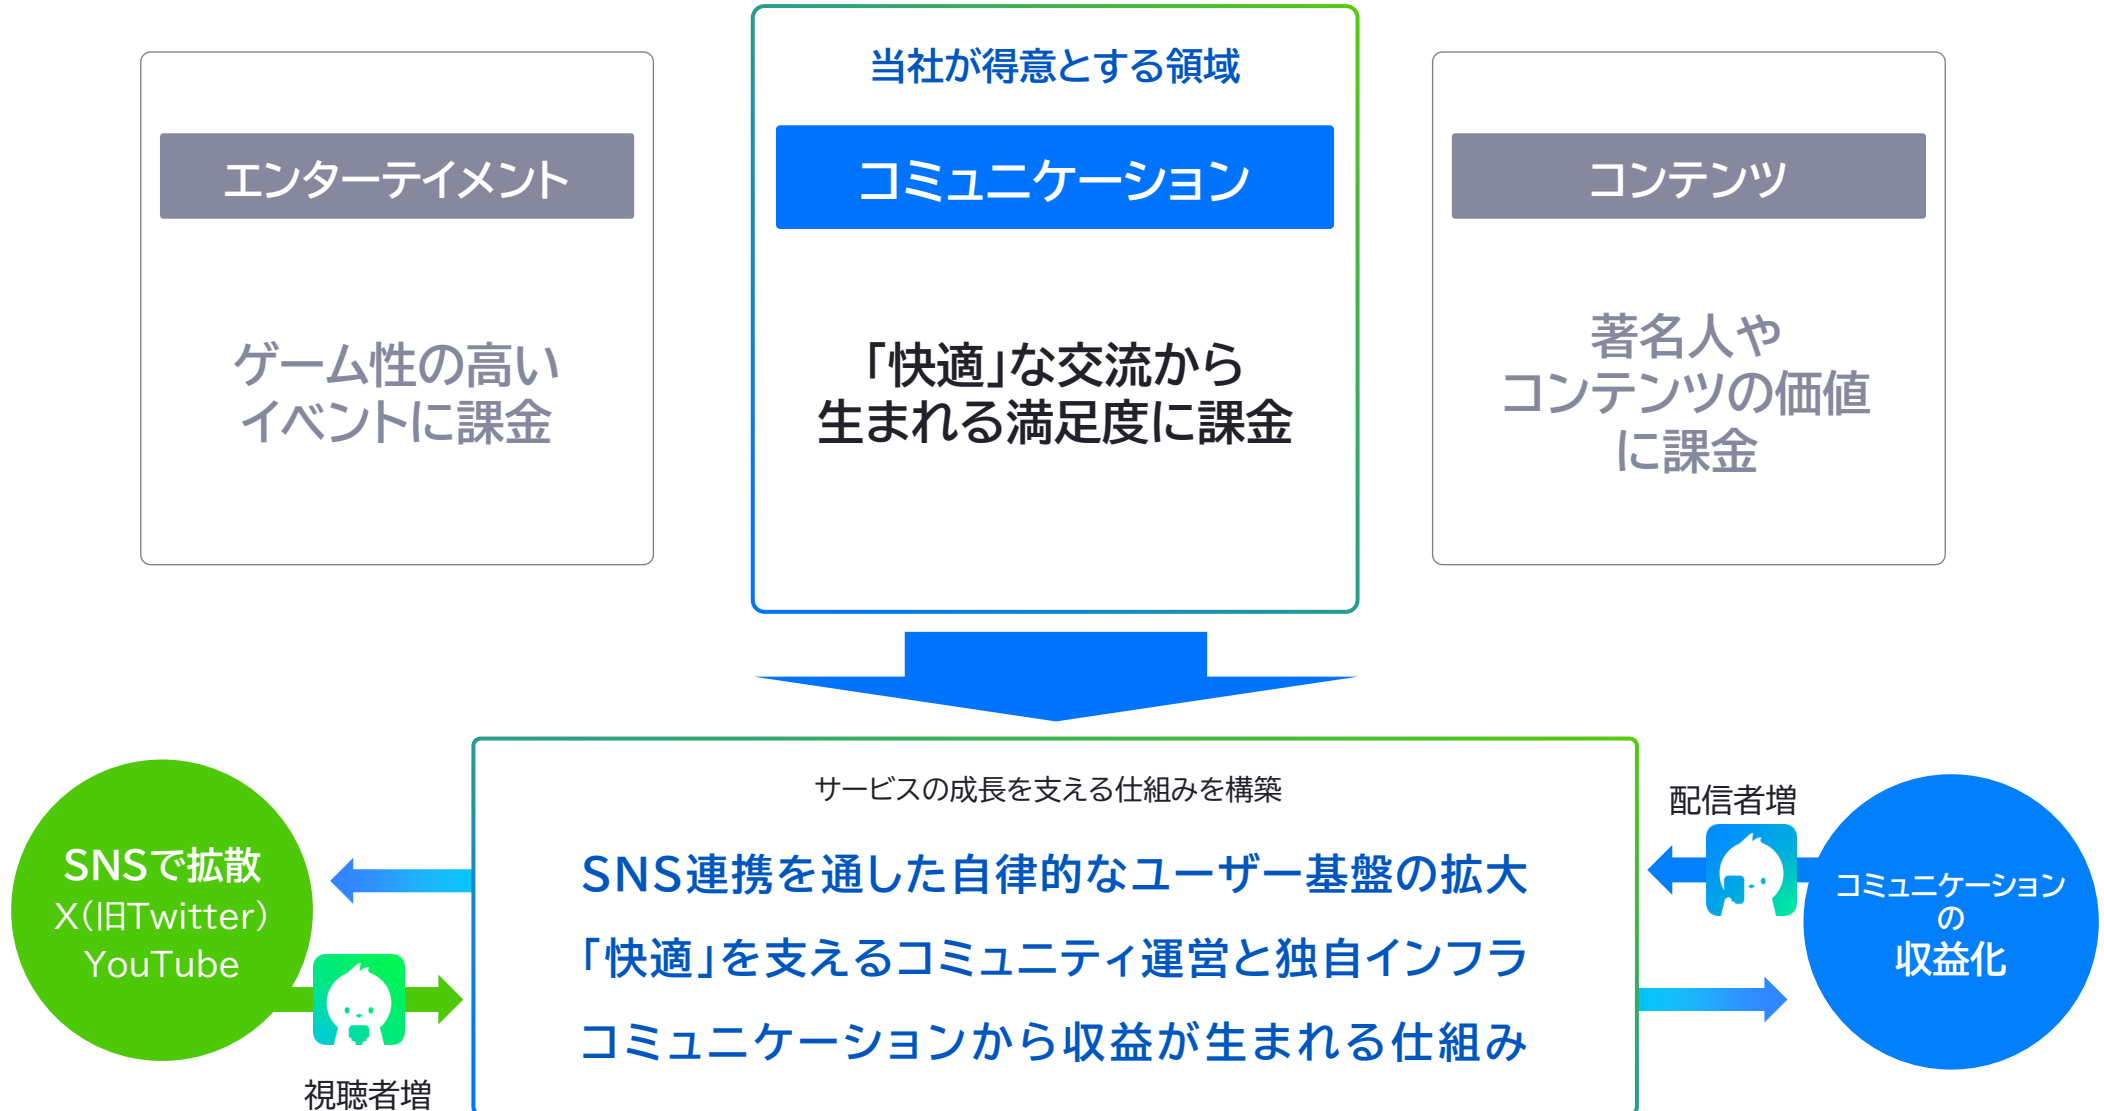 当社が得意とする領域
エンターテイメント
コミュニケーション
コンテンツ
ゲーム性の高い
イベントに課金
「快適」な交流から
生まれる満足度に課金
著名人や
コンテンツの価値
に課金
サービスの成長を支える仕組みを構築
SNS連携を通した自律的なユーザー基盤の拡大
「快適」を支えるコミュニティ運営と独自インフラ
コミュニケーションから収益が生まれる仕組み
SNSで拡散
X(旧Twitter)
YouTube
視聴者増
配信者増
コミュニケーション
の
収益化